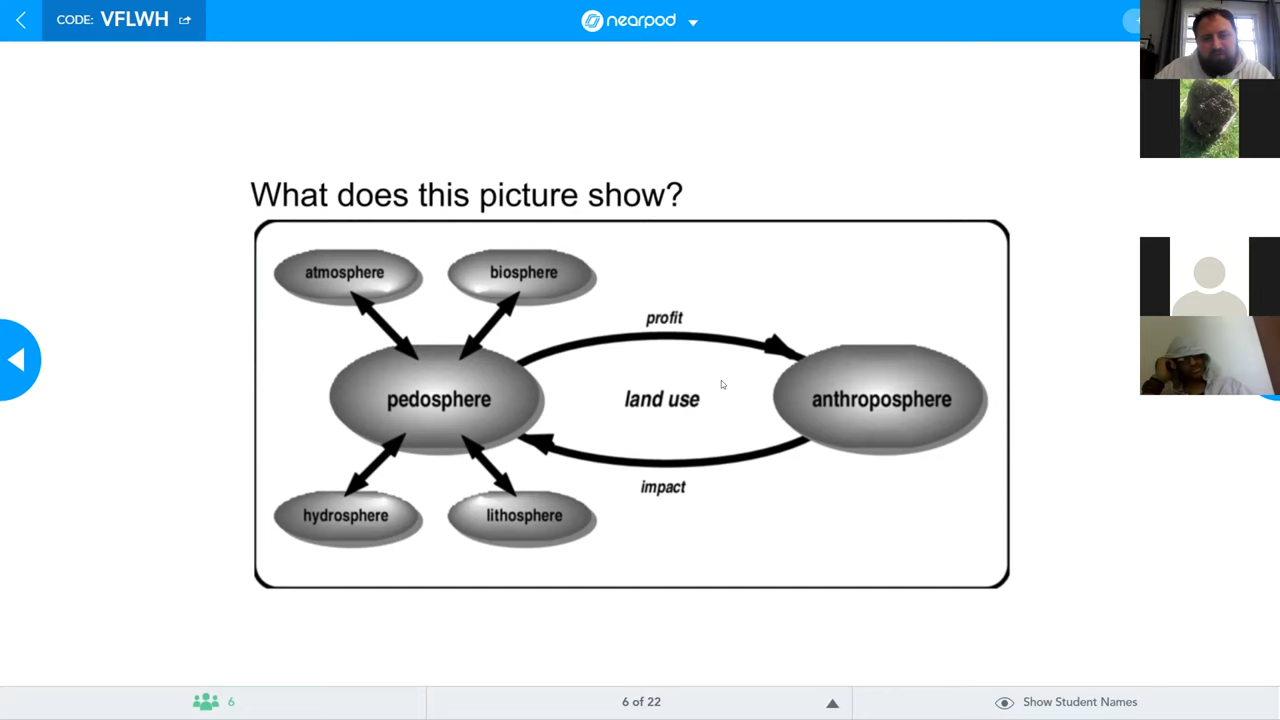 CODE: VFLWH
nearpod
What does this picture show?
atmosphere
biosphere
profit
pedosphere
land use
anthroposphere
impact
hydrosphere
lithosphere
6
6 of 22
Show Student Names